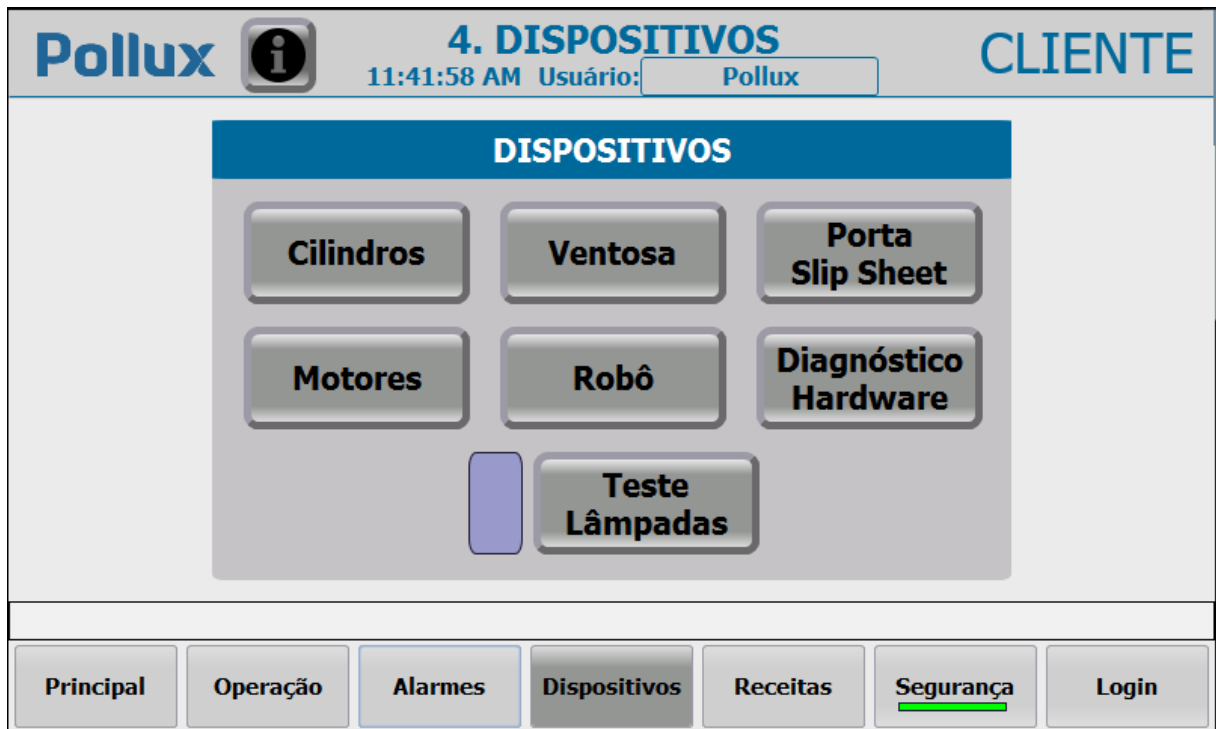 Pollux
4. DISPOSITIVOS
11:41:58 AM Usuário: Pollux
CLIENTE
DISPOSITIVOS
Cilindros
Ventosa
Porta
Slip Sheet
Motores
Robô
Diagnóstico
Hardware
Teste
Lâmpadas
Principal
Operação
Alarmes
Dispositivos
Receitas
Segurança
Login